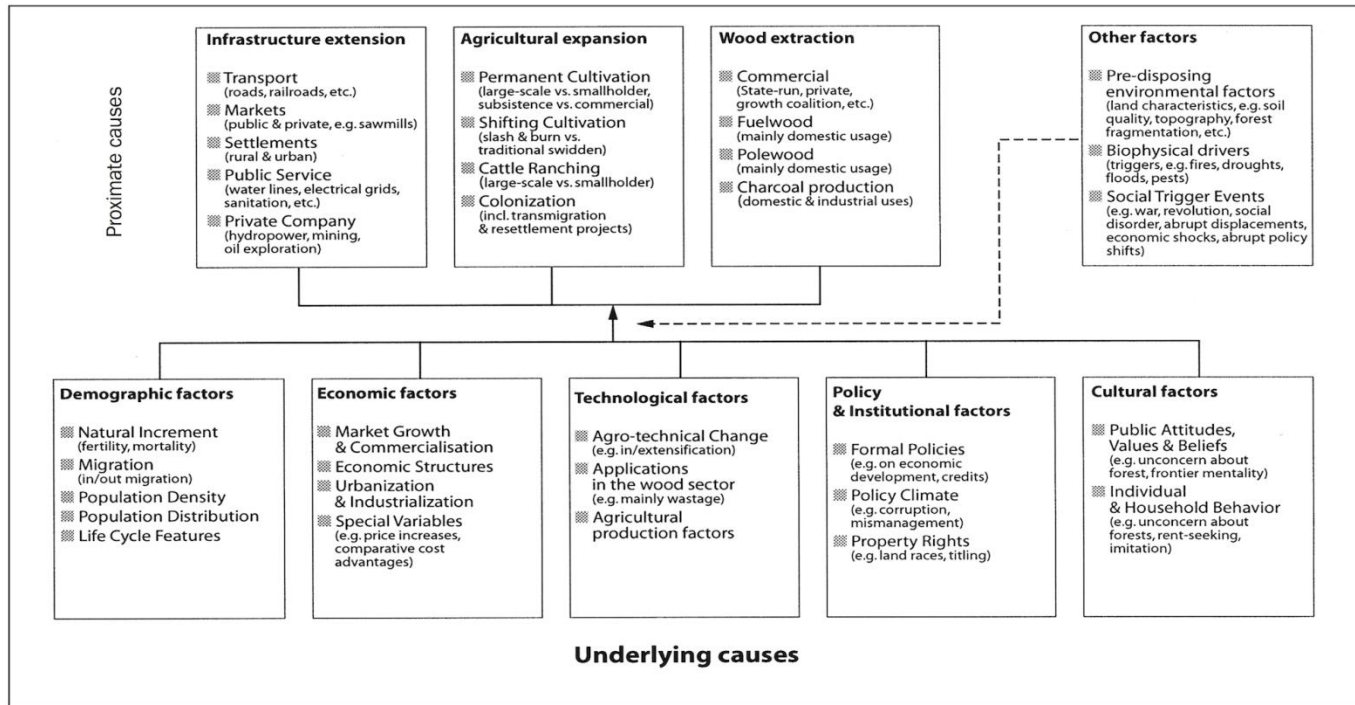 Proximate causes
Infrastructure extension
Transport
(roads, railroads, etc.)
Markets
(public & private, e.g. sawmills)
Settlements
(rural & urban)
Public Service
(water lines, electrical grids,
sanitation, etc.)
Private Company
(hydropower, mining,
oil exploration)
Agricultural expansion
Permanent Cultivation
(large-scale vs. smallholder,
subsistence vs. commercial)
Shifting Cultivation
(slash & burn vs.
traditional swidden)
Cattle Ranching
(large-scale vs. smallholder)
Colonization
(incl. transmigration
& resettlement projects)
Wood extraction
Commercial
(State-run, private,
growth coalition, etc.)
Fuelwood
(mainly domestic usage)
Polewood
(mainly domestic usage)
Charcoal production
(domestic & industrial uses)
Other factors
Pre-disposing
environmental factors
(land characteristics, e.g. soil
quality, topography, forest
fragmentation, etc.)
Biophysical drivers
(triggers, e.g. fires, droughts,
floods, pests)
Social Trigger Events
(e.g. war, revolution, social
disorder, abrupt displacements,
economic shocks, abrupt policy
shifts)
Demographic factors
Natural Increment
(fertility, mortality)
Migration
(in/out migration)
Population Density
Population Distribution
Life Cycle Features
Economic factors
Market Growth
& Commercialisation
Economic Structures
Urbanization
& Industrialization
Special Variables
(e.g. price increases,
comparative cost
advantages)
Technological factors
Agro-technical Change
(e.g. in/extensification)
Applications
in the wood sector
(e.g. mainly wastage)
Agricultural
production factors
Policy
& Institutional factors
Formal Policies
(e.g. on economic
development, credits)
Policy Climate
(e.g. corruption,
mismanagement)
Property Rights
(e.g. land races, titling)
Cultural factors
Public Attitudes,
Values & Beliefs
(e.g. unconcern about
forest, frontier mentality)
Individual
& Household Behavior
(e.g. unconcern about
forests, rent-seeking,
imitation)
Underlying causes